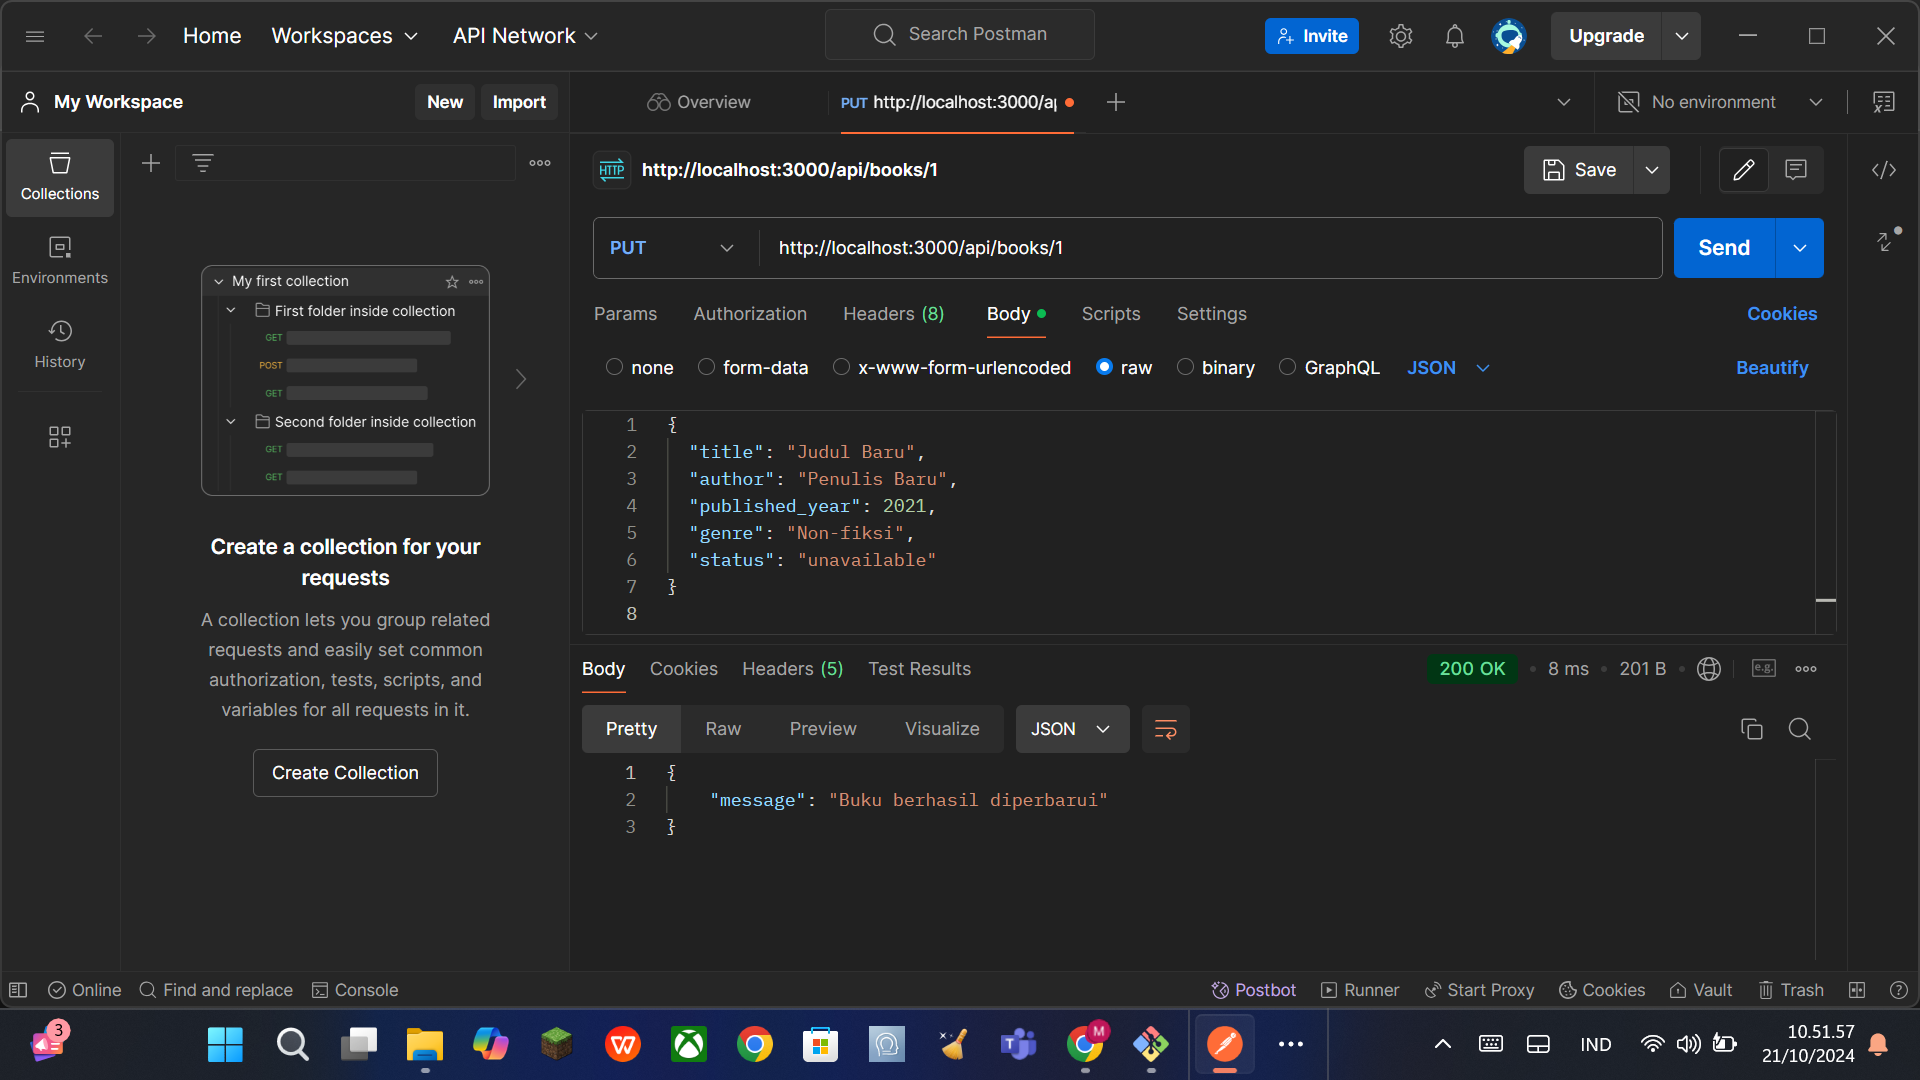 Home
Workspaces
API Network
Search Postman
Invite
Upgrade
My Workspace
New
Import
Overview
PUT http://localhost:3000/ap
No environment
Collections
Environments
History
My first collection
First folder inside collection
GET
POST
GET
Second folder inside collection
GET
GET
Create a collection for your
requests
A collection lets you group related
requests and easily set common
authorization, tests, scripts, and
variables for all requests in it.
Create Collection
HTTP
http://localhost:3000/api/books/1
Save
PUT
http://localhost:3000/api/books/1
Send
Params
Authorization
Headers (8)
Body
Scripts
Settings
Cookies
none
form-data
x-www-form-urlencoded
raw
binary
GraphQL
JSON
Beautify
1 {
2 "title": "Judul Baru",
3 "author": "Penulis Baru",
4 "published_year": 2021,
5 "genre": "Non-fiksi",
6 "status": "unavailable"
7 }
8
Body
Cookies
Headers (5)
Test Results
200 OK
8 ms
201 B
e.g.
Pretty
Raw
Preview
Visualize
JSON
1 {
2 "message": "Buku berhasil diperbarui"
3 }
Online
Find and replace
Console
Postbot
Runner
Start Proxy
Cookies
Vault
Trash
3
M
IND
10.51.57
21/10/2024